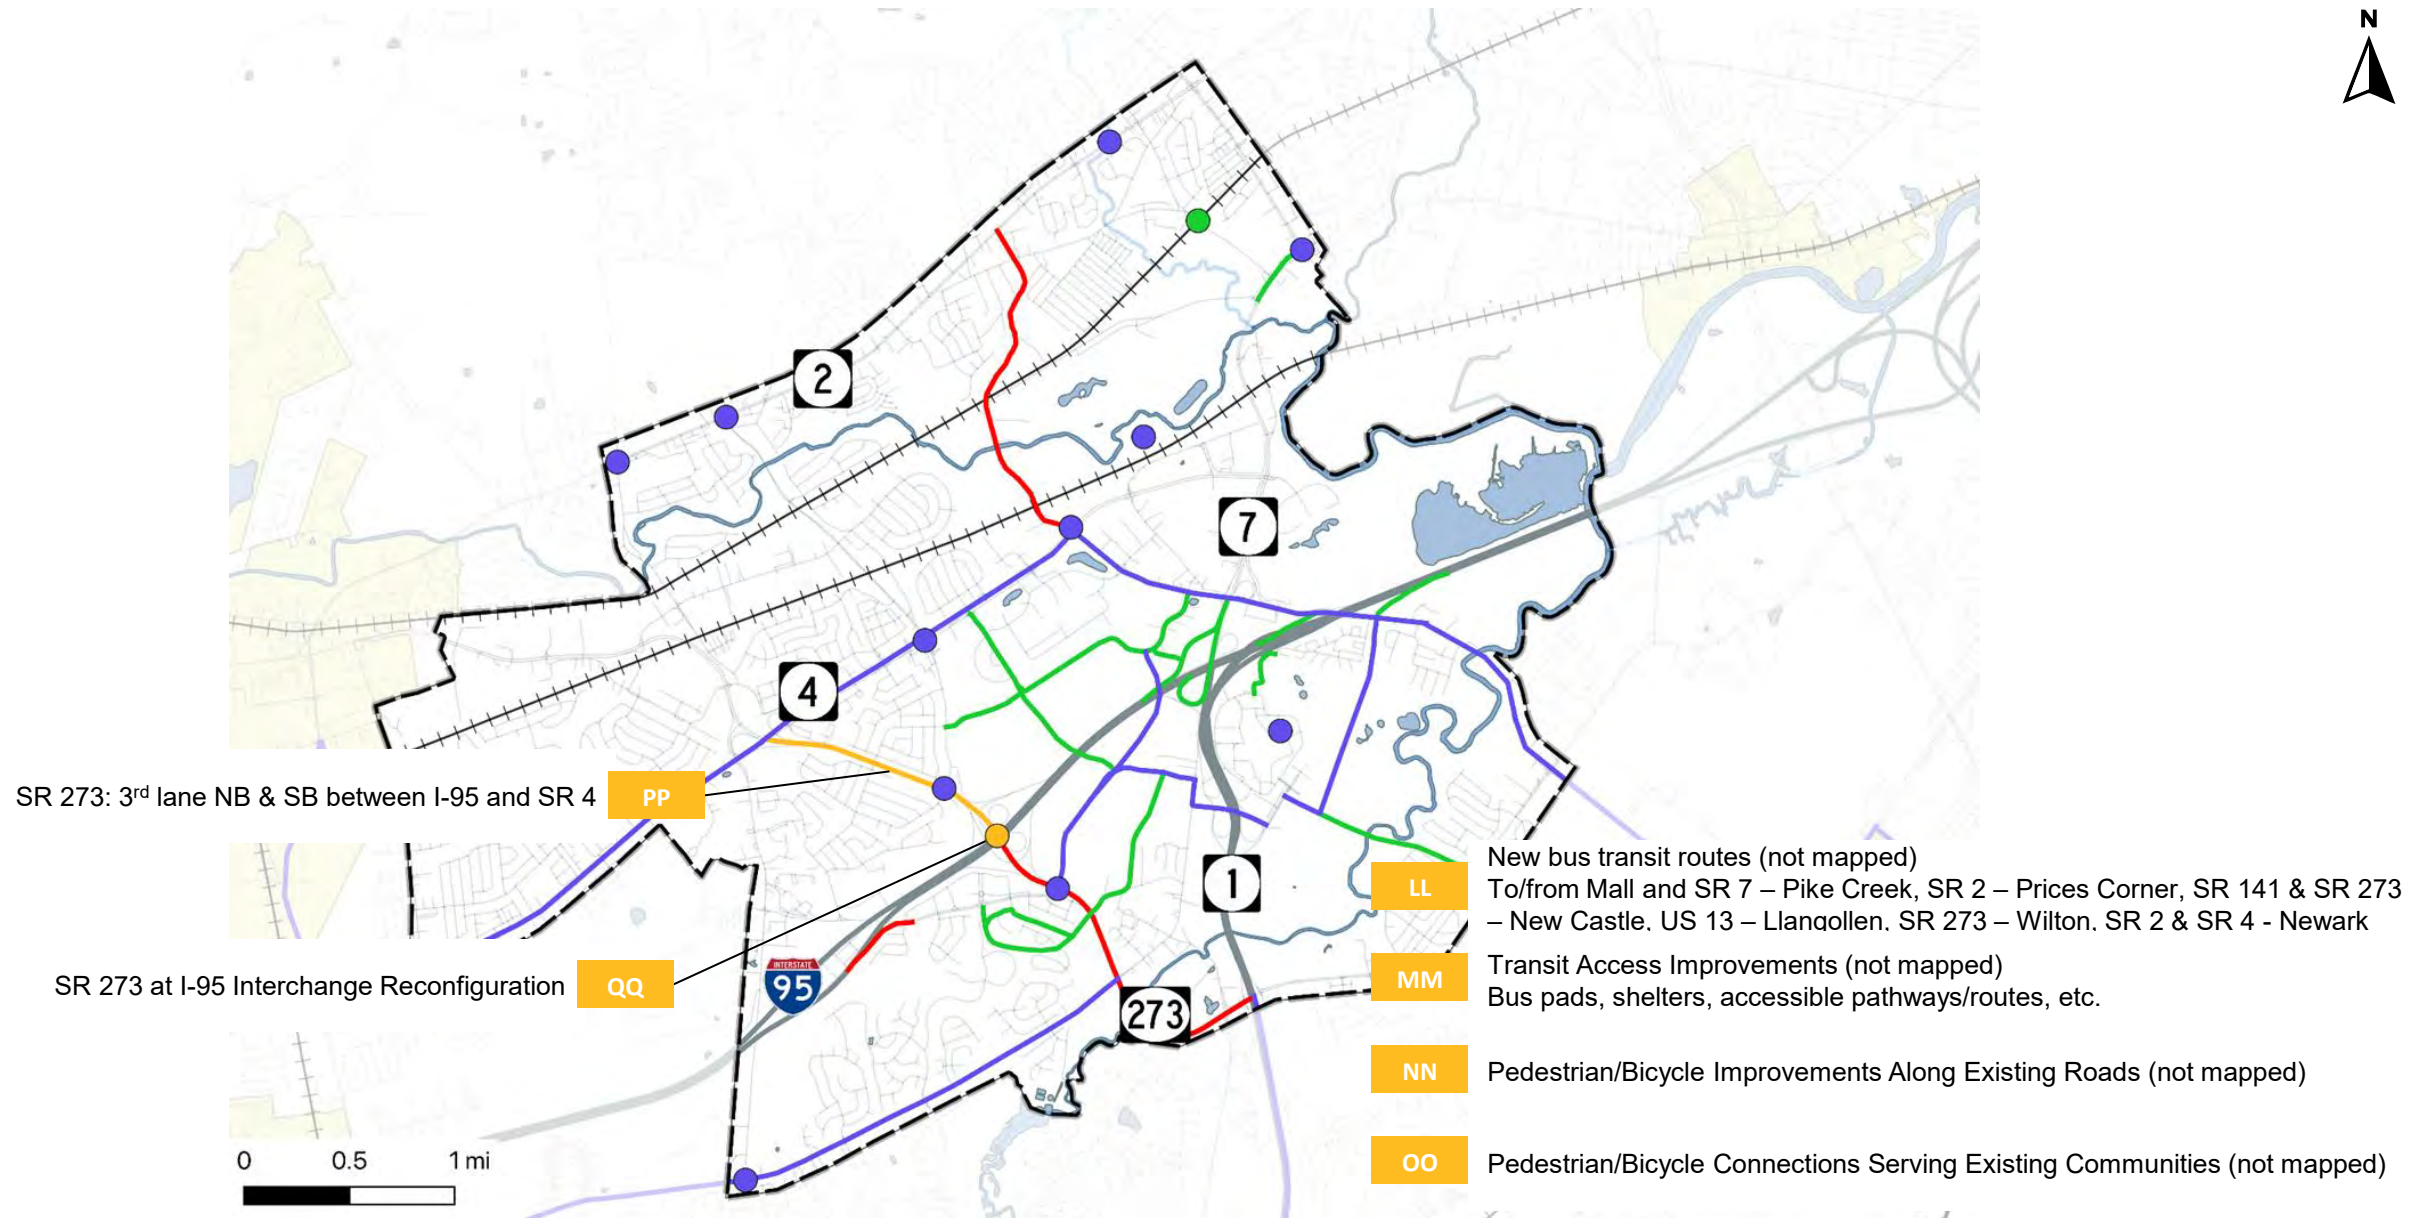 N
2
7
4
SR 273: 3rd lane NB & SB between I-95 and SR 4
PP
New bus transit routes (not mapped)
LL
To/from Mall and SR 7 – Pike Creek, SR 2 – Prices Corner, SR 141 & SR 273
– New Castle, US 13 – Llangollen, SR 273 – Wilton, SR 2 & SR 4 - Newark
1
MM
Transit Access Improvements (not mapped)
Bus pads, shelters, accessible pathways/routes, etc.
SR 273 at I-95 Interchange Reconfiguration
QQ
INTERSTATE
95
273
NN
Pedestrian/Bicycle Improvements Along Existing Roads (not mapped)
OO
Pedestrian/Bicycle Connections Serving Existing Communities (not mapped)
0 0.5 1 mi